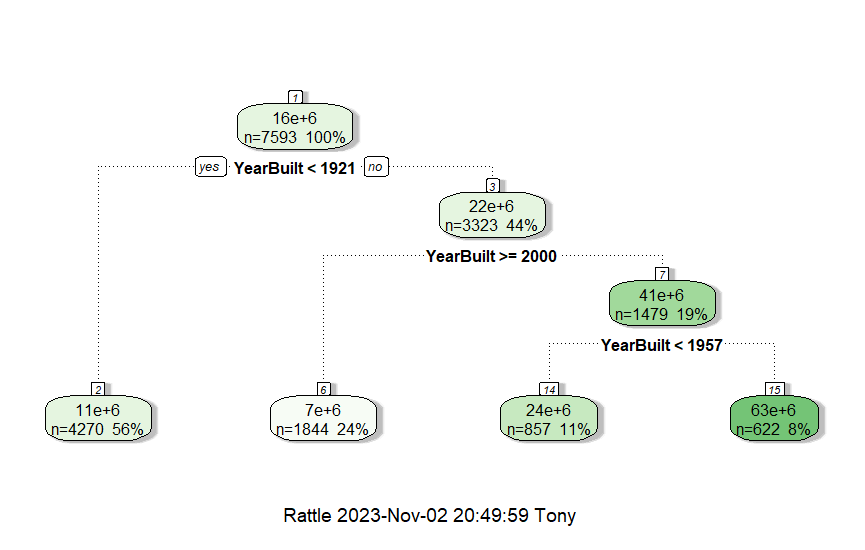 1
16e+6
n=7593 100%
yes YearBuilt < 1921 no
3
22e+6
n=3323 44%
YearBuilt >= 2000
7
41e+6
n=1479 19%
YearBuilt < 1957
2
11e+6
n=4270 56%
6
7e+6
n=1844 24%
14
24e+6
n=857 11%
15
63e+6
n=622 8%
Rattle 2023-Nov-02 20:49:59 Tony